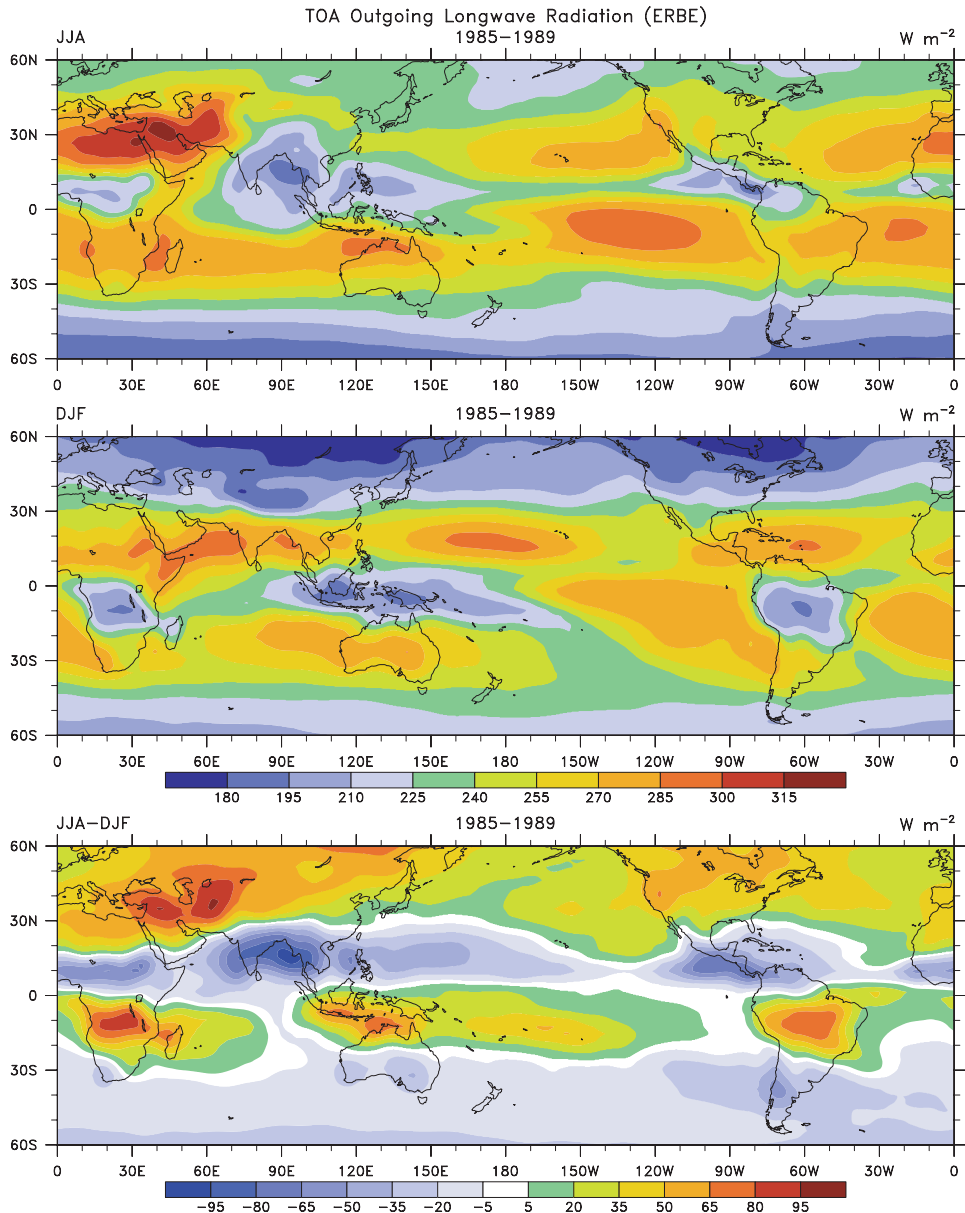 TOA Outgoing Longwave Radiation (ERBE)
JJA 1985−1989 W m−2
60N
30N
0
30S
60S
0 30E 60E 90E 120E 150E 180 150W 120W 90W 60W 30W 0
DJF 1985−1989 W m−2
60N
30N
0
30S
60S
0 30E 60E 90E 120E 150E 180 150W 120W 90W 60W 30W 0
180 195 210 225 240 255 270 285 300 315
JJA−DJF 1985−1989 W m−2
60N
30N
0
30S
60S
0 30E 60E 90E 120E 150E 180 150W 120W 90W 60W 30W 0
−95 −80 −65 −50 −35 −20 −5 5 20 35 50 65 80 95